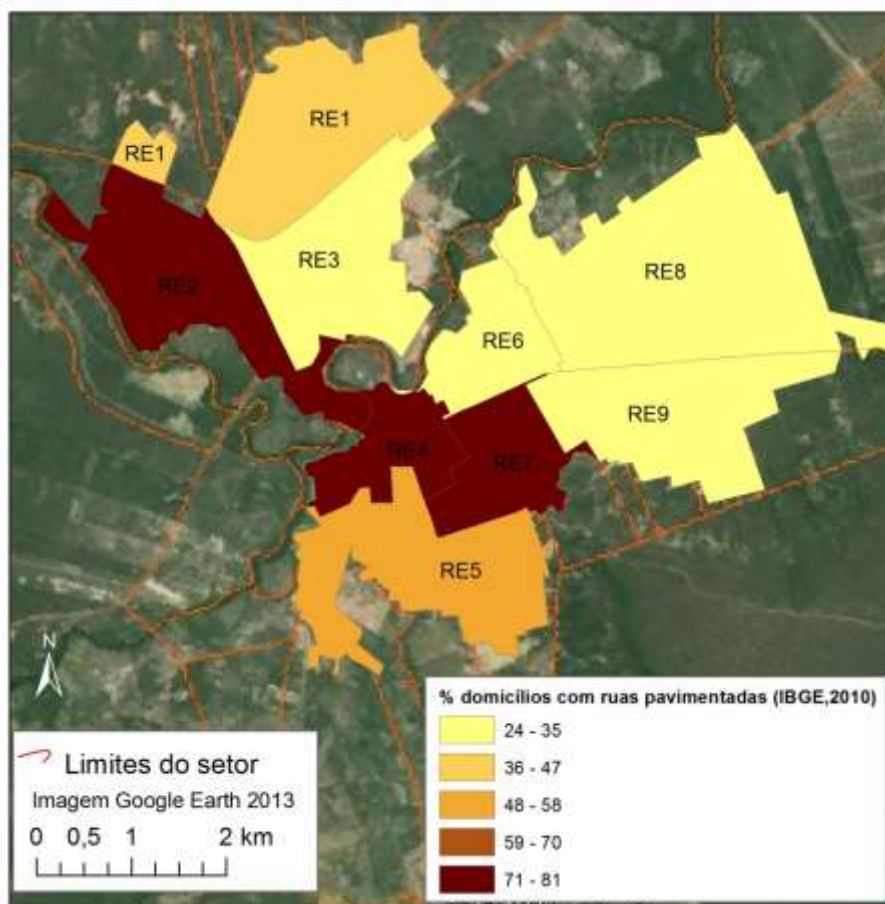 RE1
RE1
RE2
RE3
RE8
RE6
RE9
RE4
RE7
RE5
N
% domicílios com ruas pavimentadas (IBGE,2010)
24 - 35
36 - 47
48 - 58
59 - 70
71 - 81
Limites do setor
Imagem Google Earth 2013
0 0,5 1 2 km